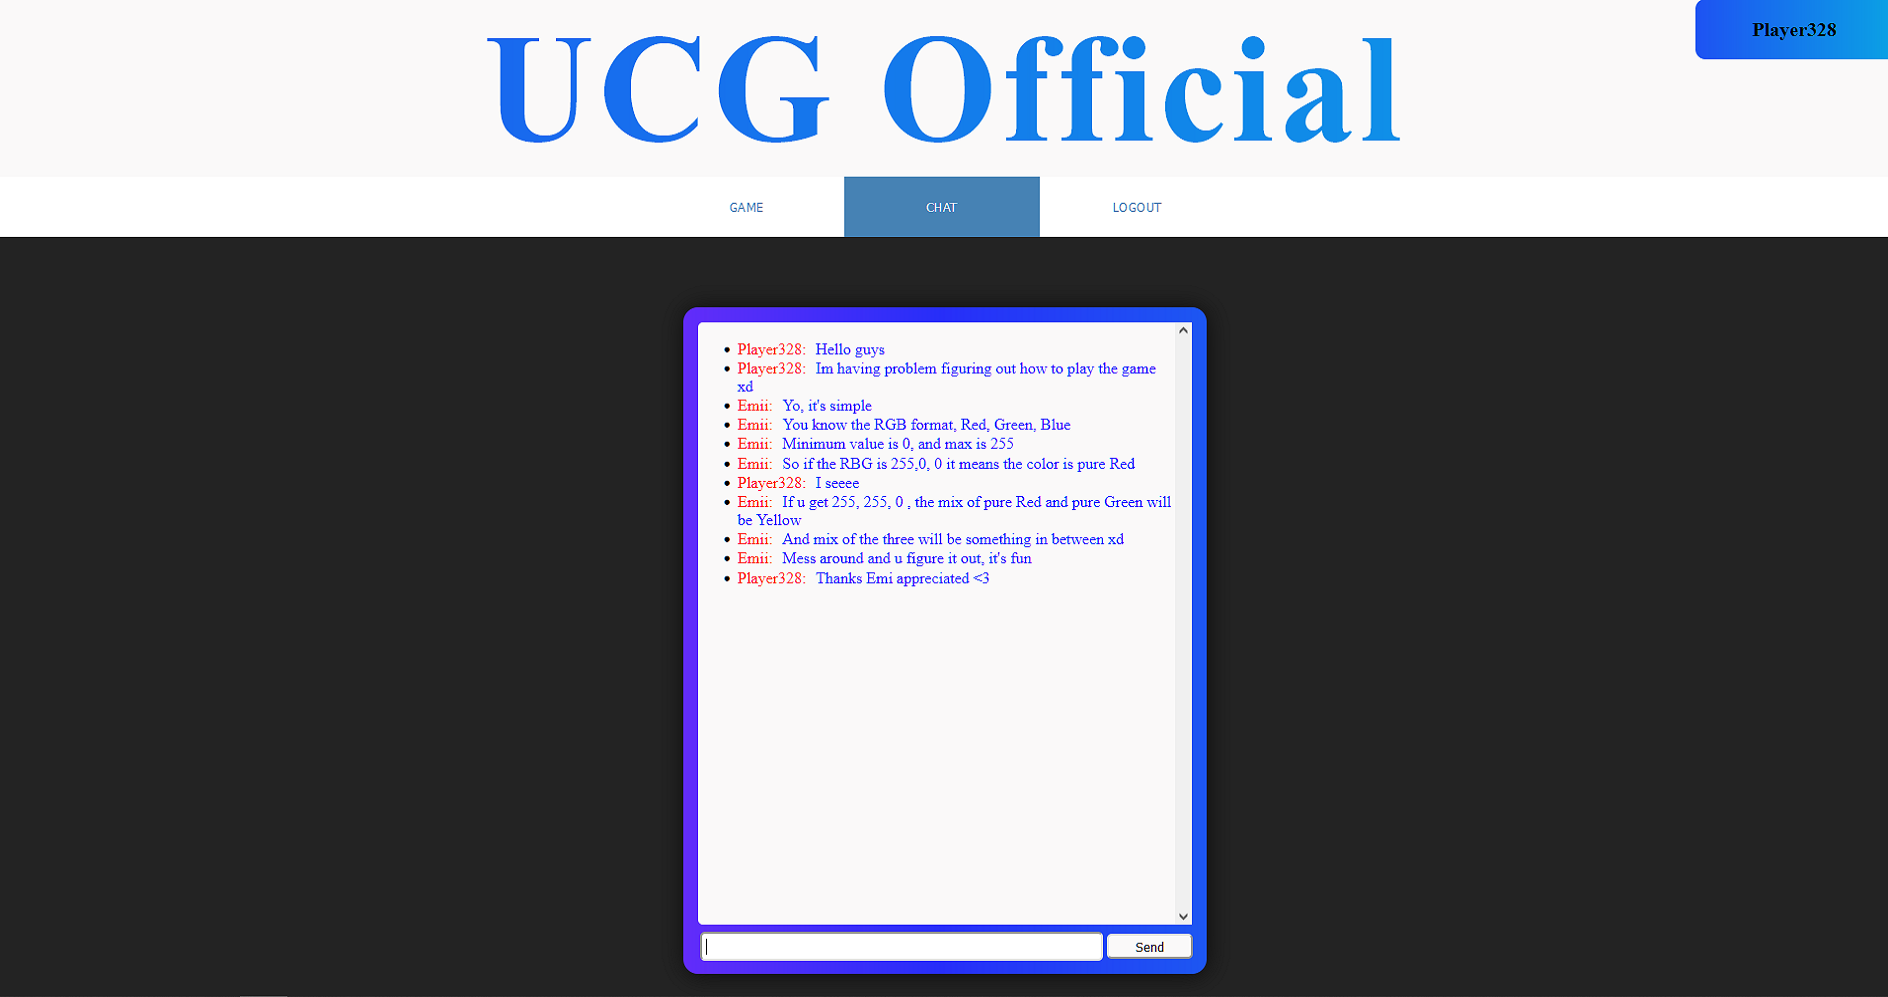 UCG Official
Player328
GAME
CHAT
LOGOUT
Player328: Hello guys
Player328: Im having problem figuring out how to play the game
xd
Emii: Yo, it's simple
Emii: You know the RGB format, Red, Green, Blue
Emii: Minimum value is 0, and max is 255
Emii: So if the RBG is 255,0, 0 it means the color is pure Red
Player328: I seeee
Emii: If u get 255, 255, 0 , the mix of pure Red and pure Green will
be Yellow
Emii: And mix of the three will be something in between xd
Emii: Mess around and u figure it out, it's fun
Player328: Thanks Emi appreciated <3
Send